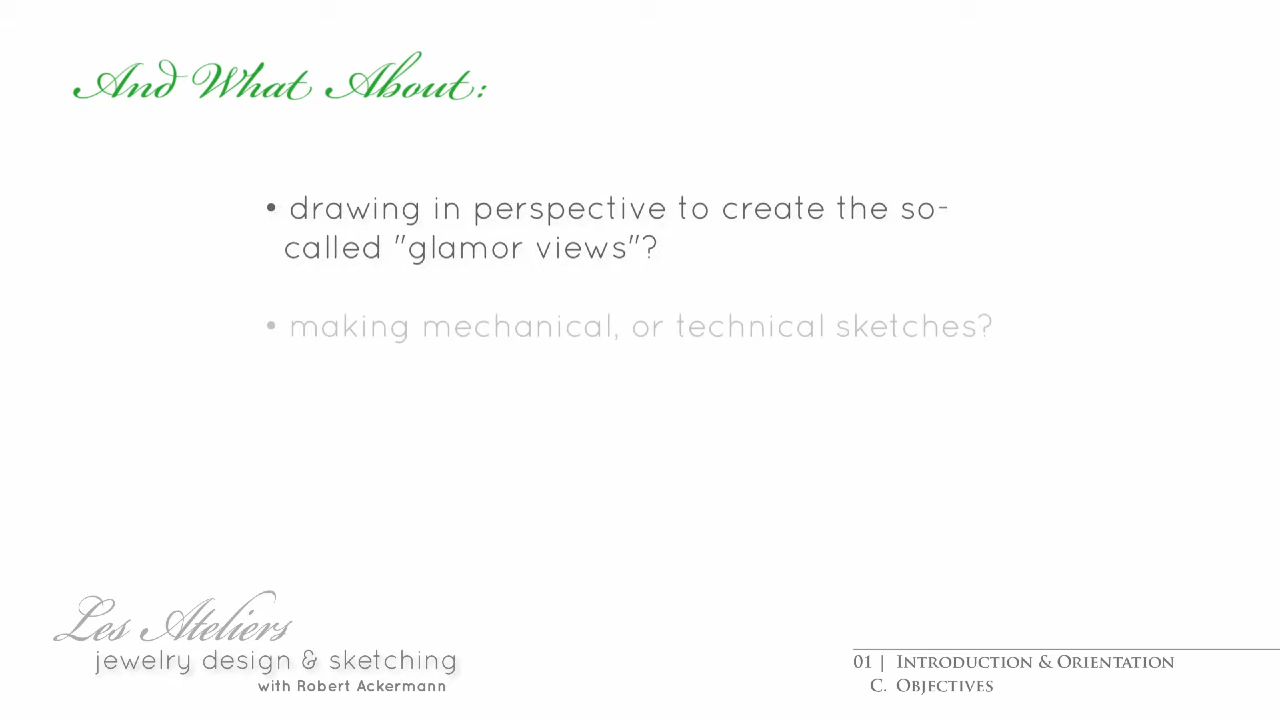 And What About:
• drawing in perspective to create the so-
called "glamor views"?
• making mechanical, or technical sketches?
Les Ateliers
jewelry design & sketching
with Robert Ackermann
01 | Introduction & Orientation
C. Objectives